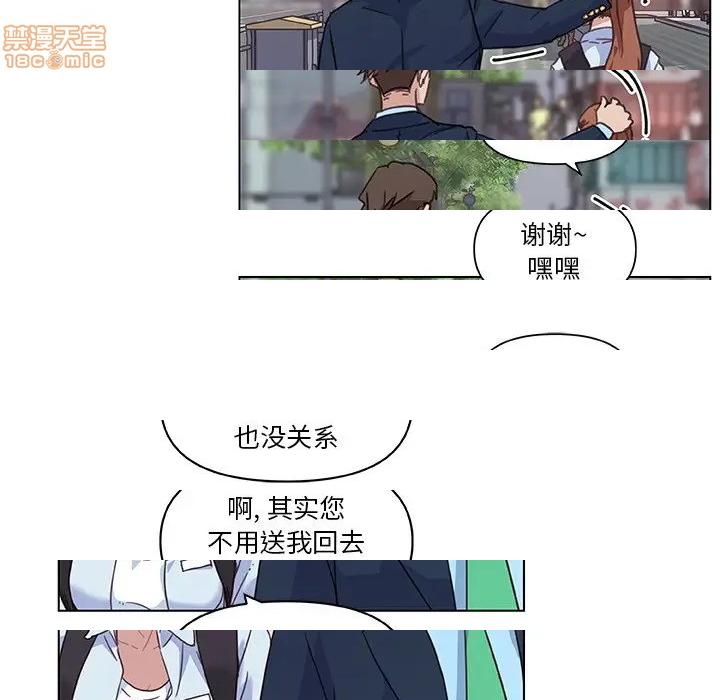 禁漫天堂
18comic
谢谢~
嘿嘿
也没关系
啊, 其实您
不用送我回去